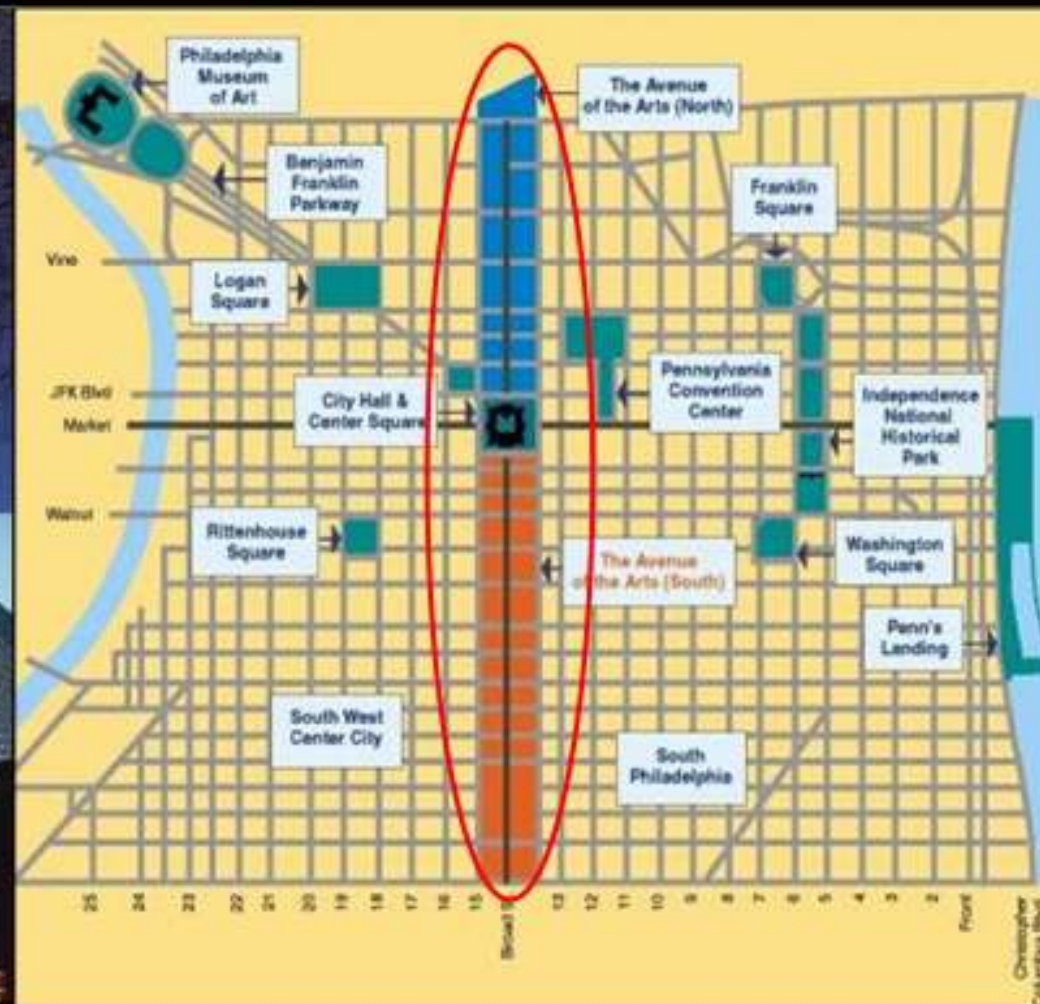 Philadelphia
Museum
of Art
The Avenue
of the Arts (North)
Benjamin
Franklin
Parkway
Franklin
Square
Vine
Logan
Square
JFK Blvd
Market
City Hall &
Center Square
Pennsylvania
Convention
Center
Independence
National
Historical
Park
Walnut
Rittenhouse
Square
The Avenue
of the Arts (South)
Washington
Square
Penn's
Landing
South West
Center City
South
Philadelphia
25 24 23 22 21 20 19 18 17 16 15 Broad 13 12 11 10 9 8 7 6 5 4 3 2 Front
Christopher